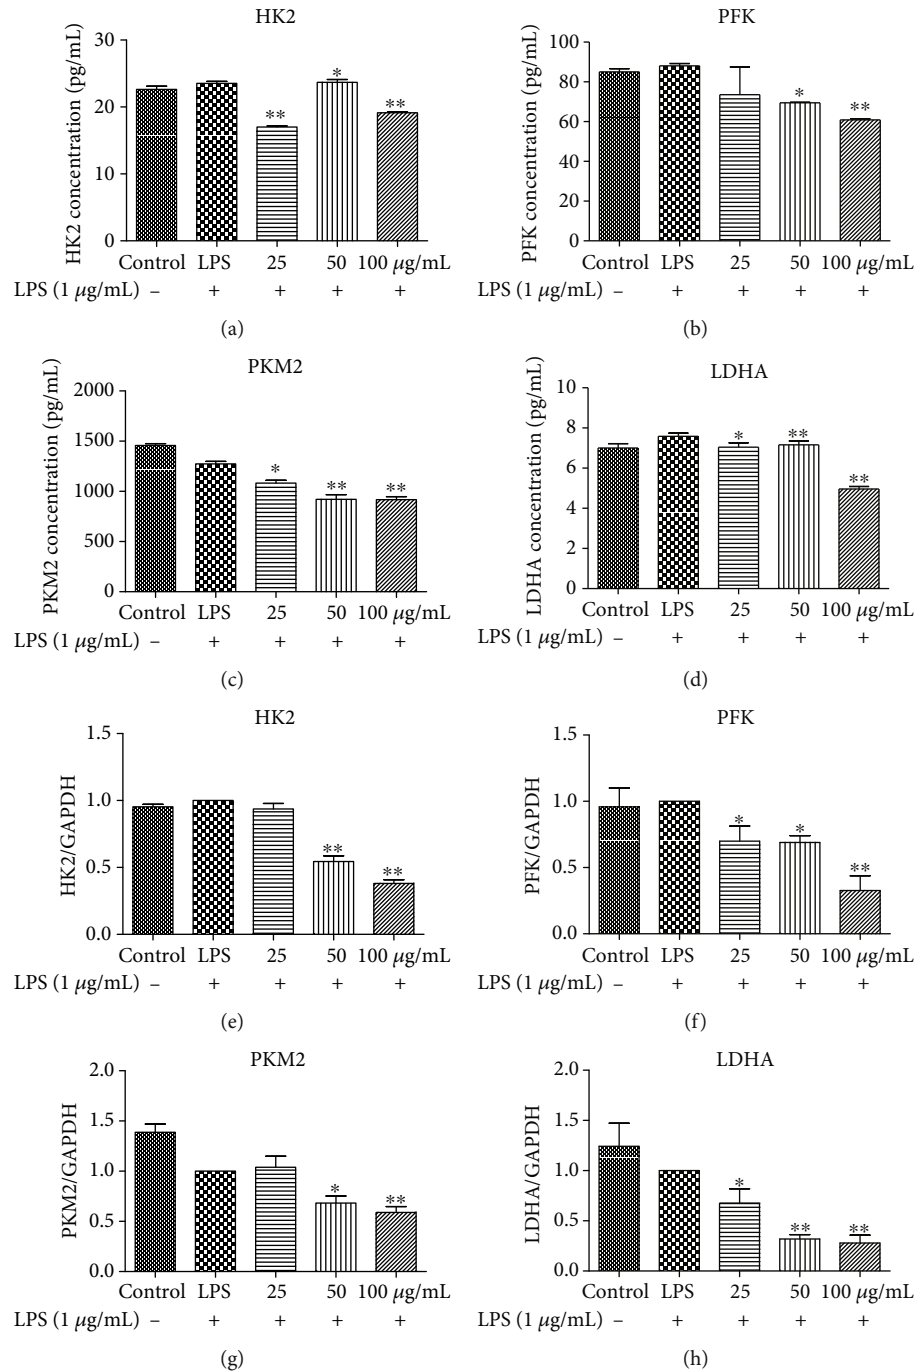 HK2
HK2 concentration (pg/mL)
30
20
10
0
** * **
Control LPS 25 50 100 μg/mL
LPS (1 μg/mL) – + + + +
(a)
PFK
PFK concentration (pg/mL)
100
80
60
40
20
0
* **
Control LPS 25 50 100 μg/mL
LPS (1 μg/mL) – + + + +
(b)
PKM2
PKM2 concentration (pg/mL)
2000
1500
1000
500
0
* ** **
Control LPS 25 50 100 μg/mL
LPS (1 μg/mL) – + + + +
(c)
LDHA
LDHA concentration (pg/mL)
8
6
4
2
0
* ** **
Control LPS 25 50 100 μg/mL
LPS (1 μg/mL) – + + + +
(d)
HK2
HK2/GAPDH
1.5
1.0
0.5
0.0
** **
Control LPS 25 50 100 μg/mL
LPS (1 μg/mL) – + + + +
(e)
PFK
PFK/GAPDH
1.5
1.0
0.5
0.0
* * **
Control LPS 25 50 100 μg/mL
LPS (1 μg/mL) – + + + +
(f)
PKM2
PKM2/GAPDH
2.0
1.5
1.0
0.5
0.0
* **
Control LPS 25 50 100 μg/mL
LPS (1 μg/mL) – + + + +
(g)
LDHA
LDHA/GAPDH
2.0
1.5
1.0
0.5
0.0
* ** **
Control LPS 25 50 100 μg/mL
LPS (1 μg/mL) – + + + +
(h)